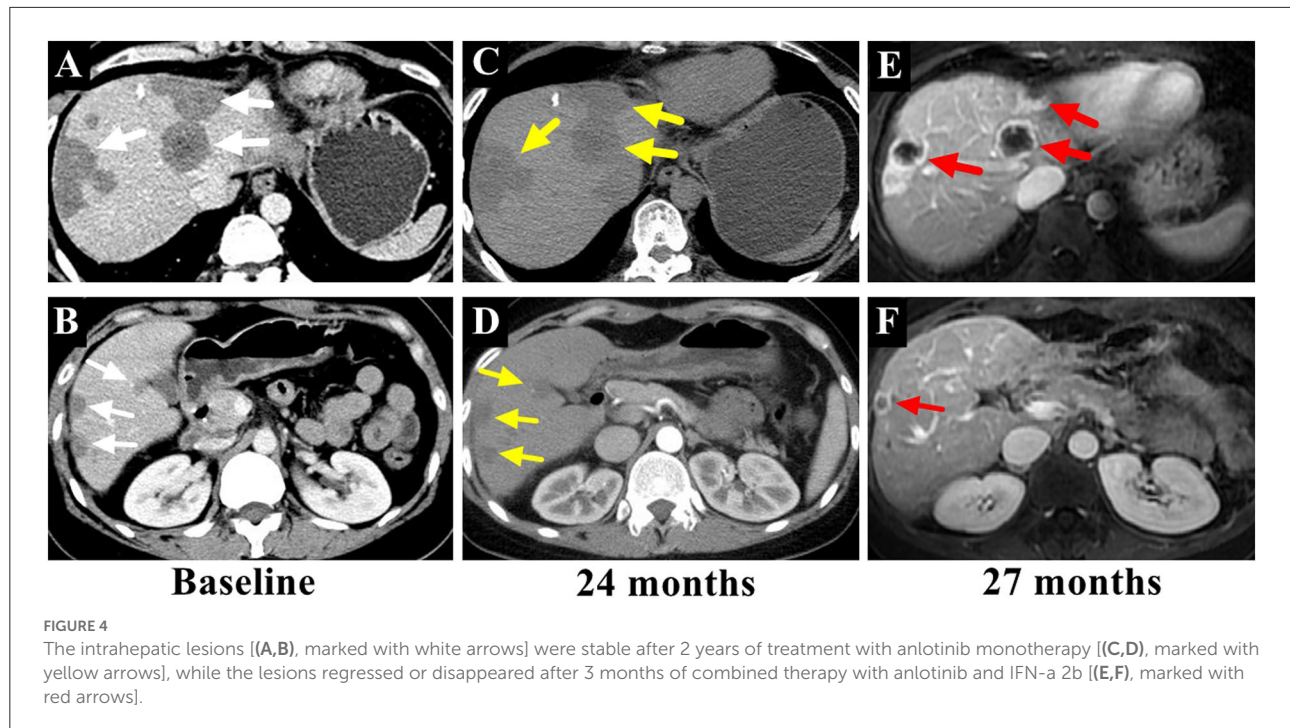 A
C
E
B
D
F
Baseline
24 months
27 months
FIGURE 4
The intrahepatic lesions [(A,B), marked with white arrows] were stable after 2 years of treatment with anlotinib monotherapy [(C,D), marked with
yellow arrows], while the lesions regressed or disappeared after 3 months of combined therapy with anlotinib and IFN-a 2b [(E,F), marked with
red arrows].